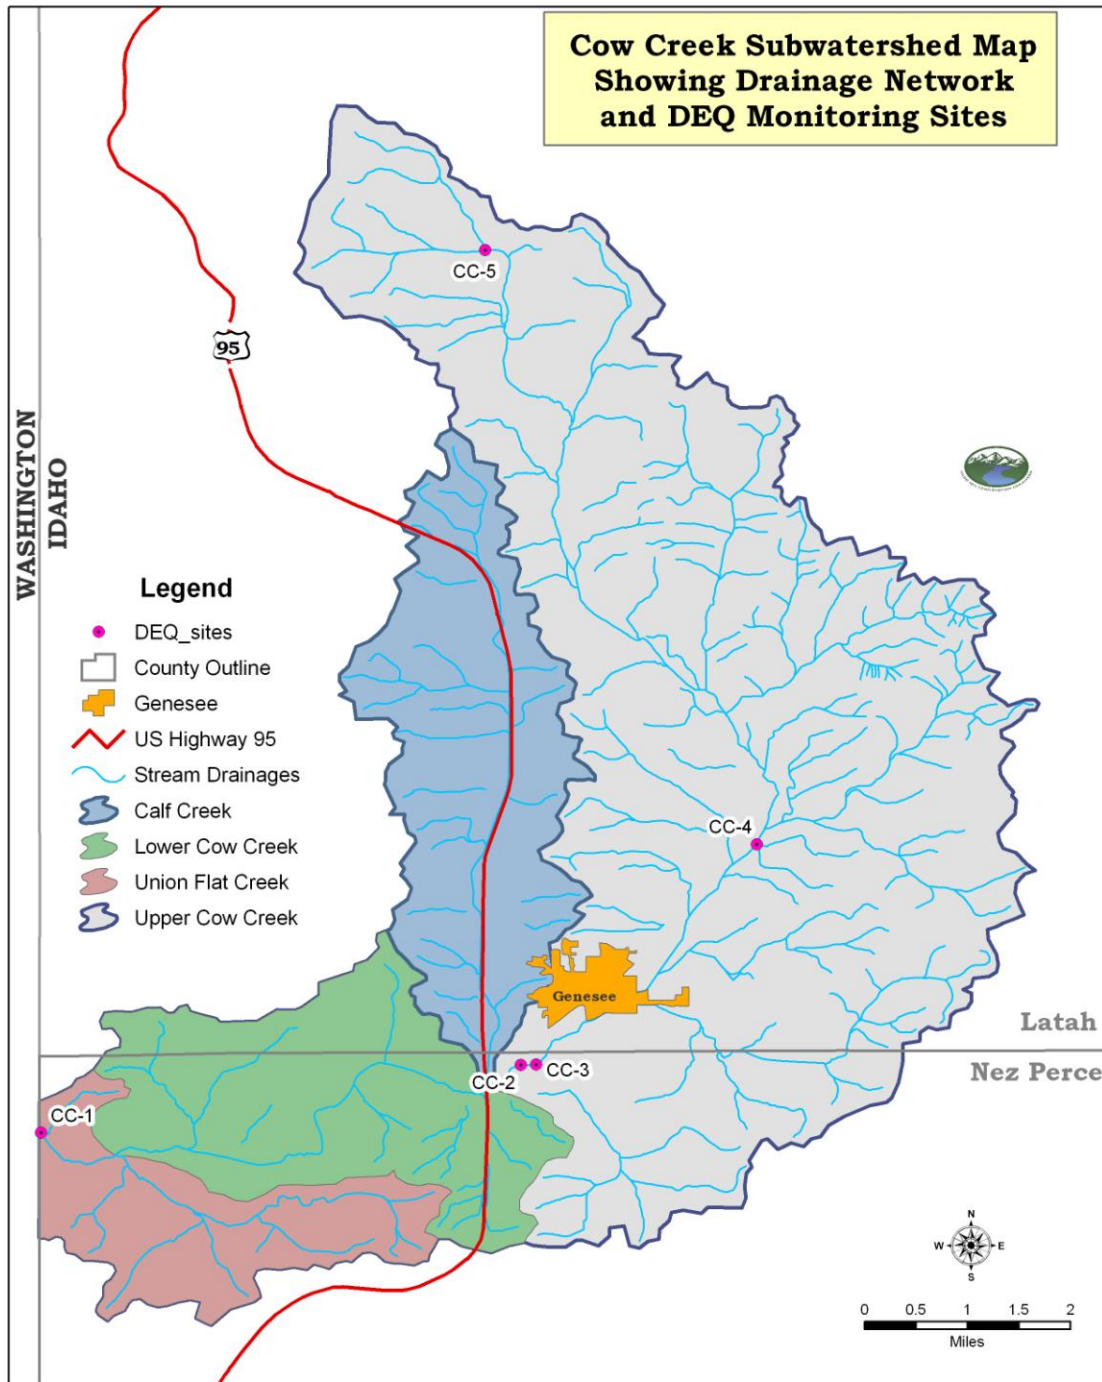 Cow Creek Subwatershed Map
Showing Drainage Network
and DEQ Monitoring Sites
CC-5
95
WASHINGTON
IDAHO
Legend
DEQ_sites
County Outline
Genesee
US Highway 95
Stream Drainages
Calf Creek
Lower Cow Creek
Union Flat Creek
Upper Cow Creek
CC-4
Genesee
Latah
Nez Perce
CC-2
CC-3
CC-1
N
W
E
S
0 0.5 1 1.5 2
Miles